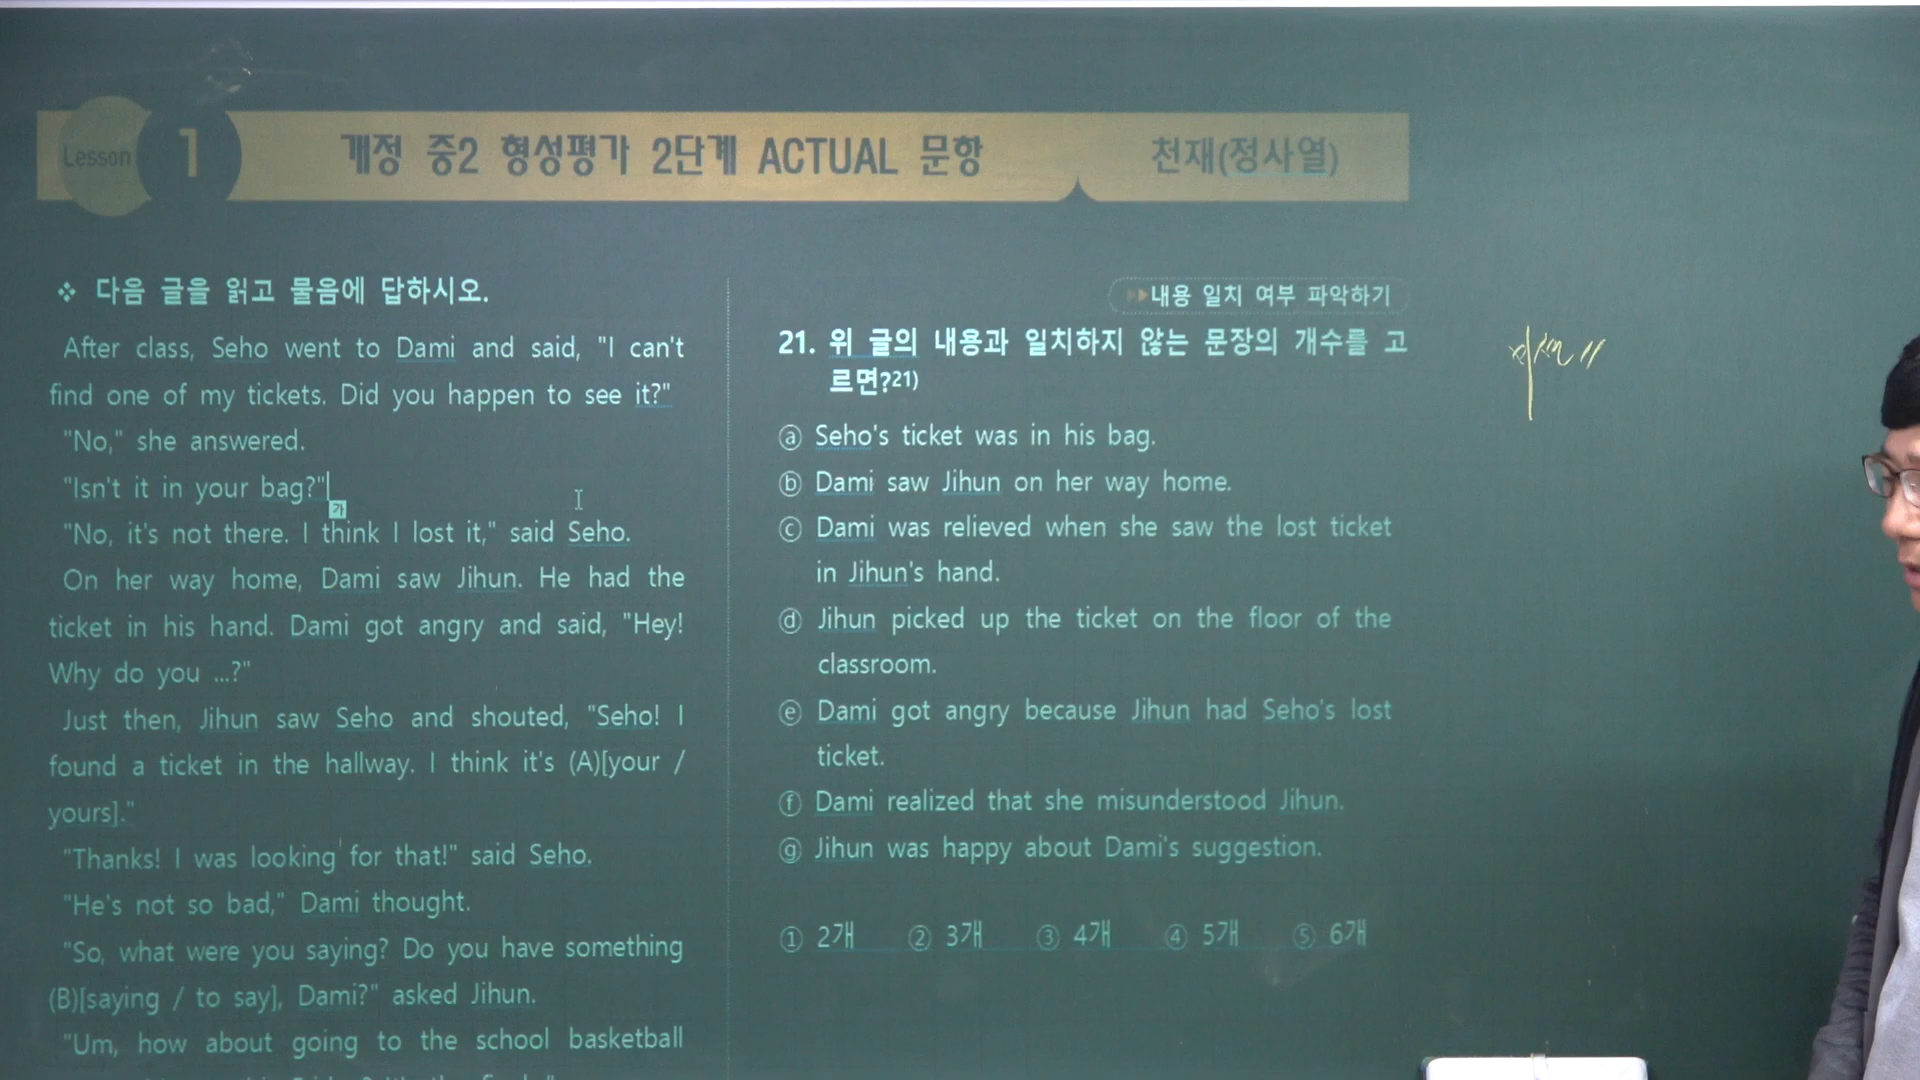 Lesson 1 개정 중2 형성평가 2단계 ACTUAL 문항 천재(정사열)
❖ 다음 글을 읽고 물음에 답하시오.
After class, Seho went to Dami and said, "I can't
find one of my tickets. Did you happen to see it?"
"No," she answered.
"Isn't it in your bag?"
가
"No, it's not there. I think I lost it," said Seho.
On her way home, Dami saw Jihun. He had the
ticket in his hand. Dami got angry and said, "Hey!
Why do you ...?"
Just then, Jihun saw Seho and shouted, "Seho! I
found a ticket in the hallway. I think it's (A)[your /
yours]."
"Thanks! I was looking for that!" said Seho.
"He's not so bad," Dami thought.
"So, what were you saying? Do you have something
(B)[saying / to say], Dami?" asked Jihun.
"Um, how about going to the school basketball
▶▶내용 일치 여부 파악하기
21. 위 글의 내용과 일치하지 않는 문장의 개수를 고
르면?21)
ⓐ Seho's ticket was in his bag.
ⓑ Dami saw Jihun on her way home.
ⓒ Dami was relieved when she saw the lost ticket
in Jihun's hand.
ⓓ Jihun picked up the ticket on the floor of the
classroom.
ⓔ Dami got angry because Jihun had Seho's lost
ticket.
ⓕ Dami realized that she misunderstood Jihun.
ⓖ Jihun was happy about Dami's suggestion.
① 2개 ② 3개 ③ 4개 ④ 5개 ⑤ 6개